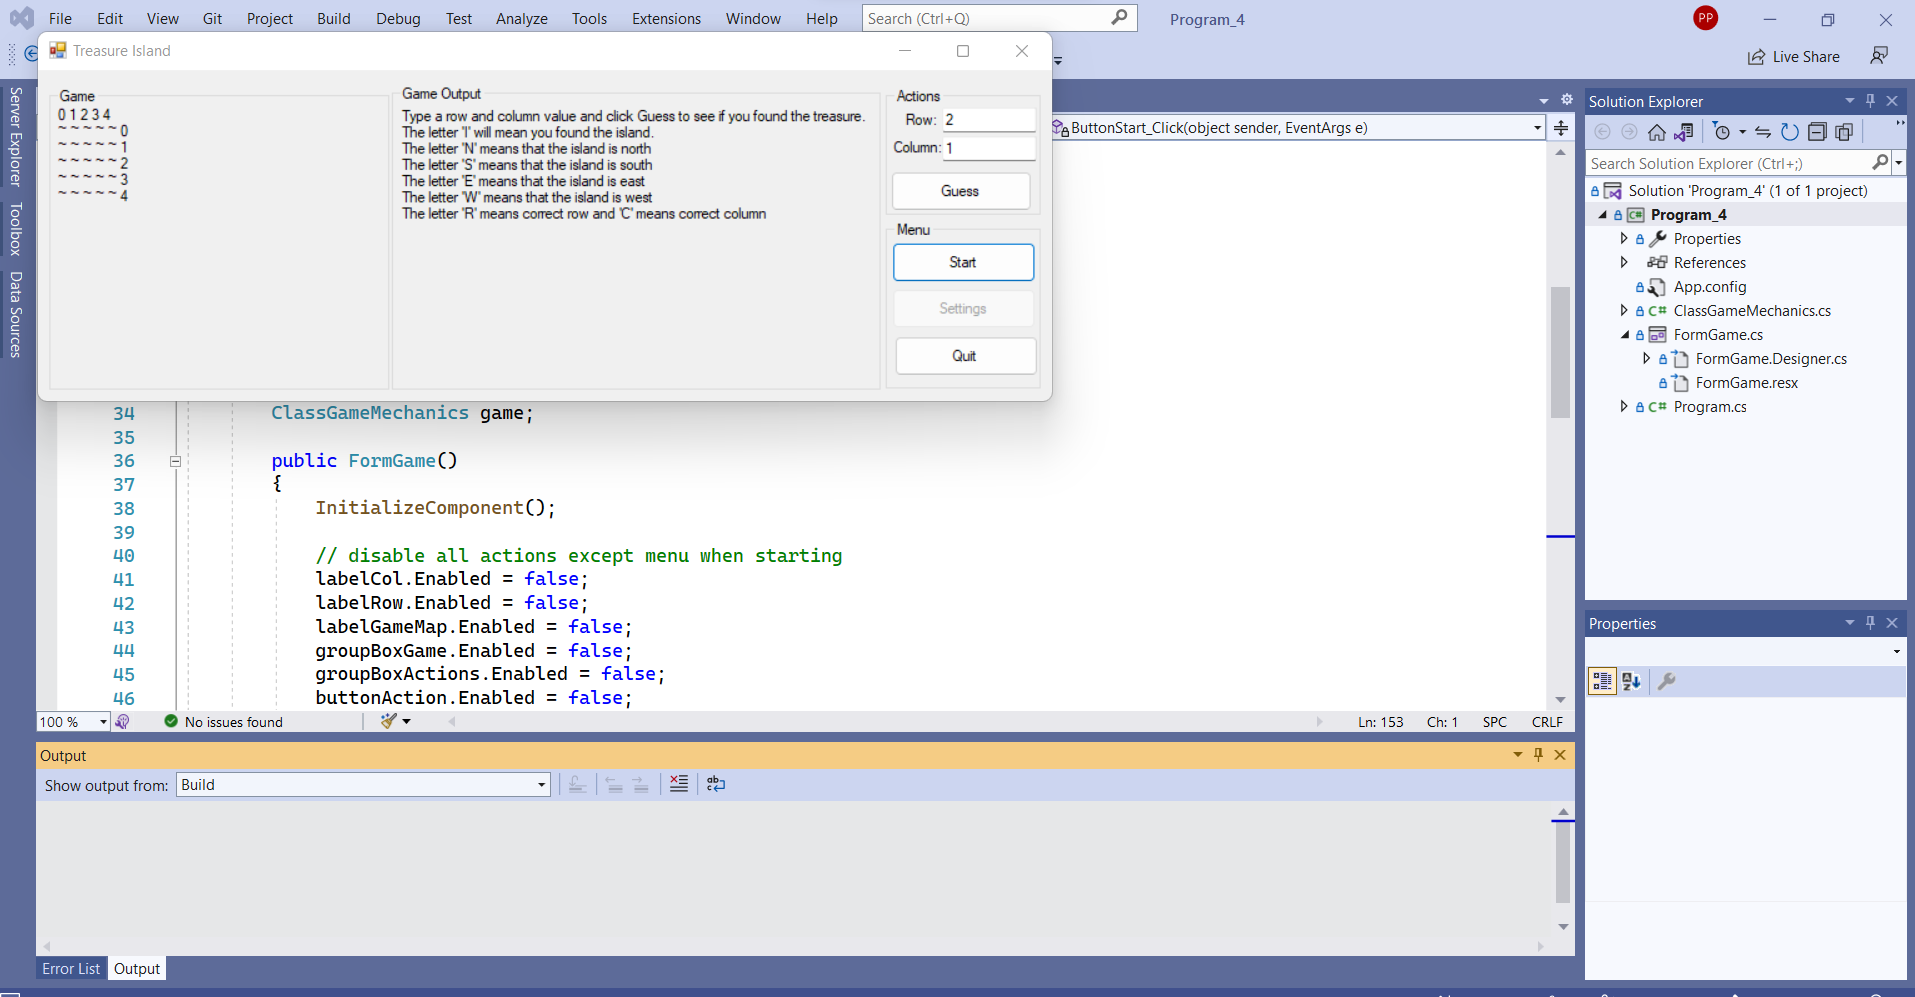 File Edit View Git Project Build Debug Test Analyze Tools Extensions Window Help Search (Ctrl+Q) Program_4 PP
Live Share
Treasure Island
Game
0 1 2 3 4
~ ~ ~ ~ ~ 0
~ ~ ~ ~ ~ 1
~ ~ ~ ~ ~ 2
~ ~ ~ ~ ~ 3
~ ~ ~ ~ ~ 4
Game Output
Type a row and column value and click Guess to see if you found the treasure.
The letter 'I' will mean you found the island.
The letter 'N' means that the island is north
The letter 'S' means that the island is south
The letter 'E' means that the island is east
The letter 'W' means that the island is west
The letter 'R' means correct row and 'C' means correct column
Actions
Row: 2
Column: 1
Guess
Menu
Start
Settings
Quit
Server Explorer
Toolbox
Data Sources
ButtonStart_Click(object sender, EventArgs e)
34 ClassGameMechanics game;
35
36 public FormGame()
37 {
38 InitializeComponent();
39
40 // disable all actions except menu when starting
41 labelCol.Enabled = false;
42 labelRow.Enabled = false;
43 labelGameMap.Enabled = false;
44 groupBoxGame.Enabled = false;
45 groupBoxActions.Enabled = false;
46 buttonAction.Enabled = false;
100 % No issues found Ln: 153 Ch: 1 SPC CRLF
Output
Show output from: Build
Error List Output
Solution Explorer
Search Solution Explorer (Ctrl+;)
Solution 'Program_4' (1 of 1 project)
C# Program_4
Properties
References
App.config
C# ClassGameMechanics.cs
FormGame.cs
FormGame.Designer.cs
FormGame.resx
C# Program.cs
Properties